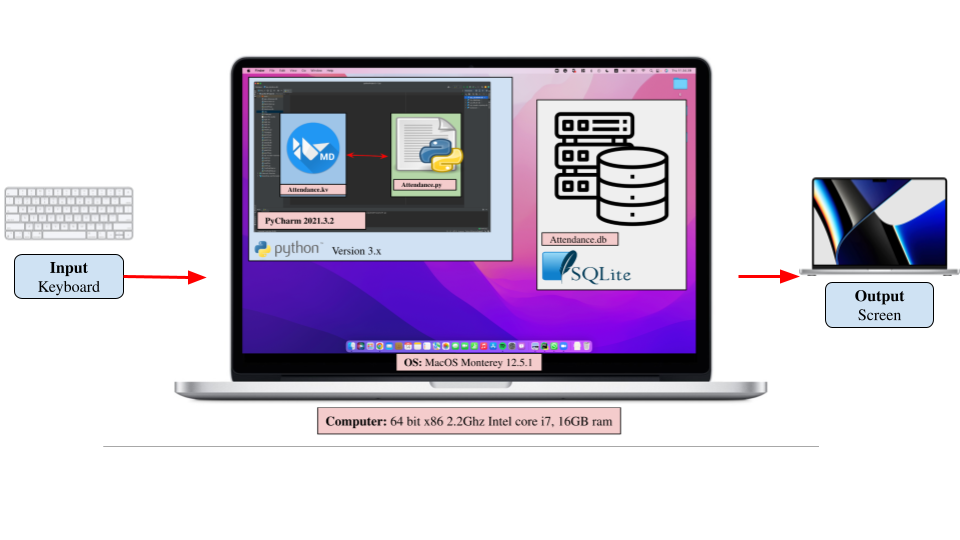 MD
Attendance.kv
Attendance.py
PyCharm 2021.3.2
python™ Version 3.x
Attendance.db
SQLite
Input
Keyboard
Output
Screen
OS: MacOS Monterey 12.5.1
Computer: 64 bit x86 2.2Ghz Intel core i7, 16GB ram